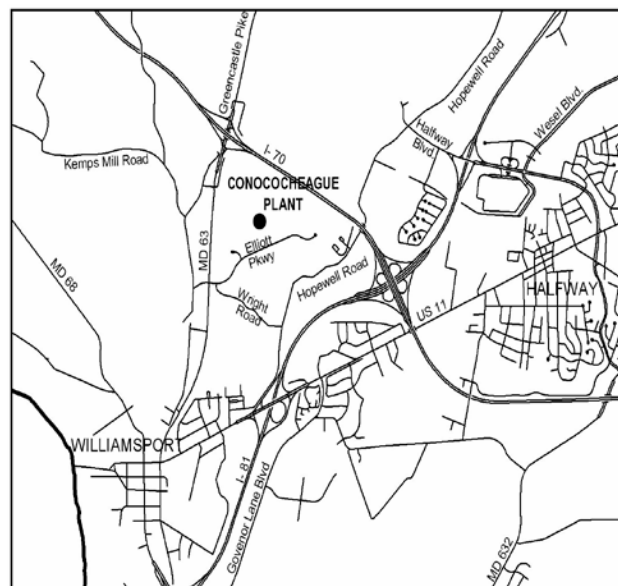 Greencastle Pike
Hopewell Road
Halfway
Blvd.
Wesel Blvd.
I- 70
Kemps Mill Road
CONOCOCHEAGUE
PLANT
MD 63
Elliott
Pkwy
Hopewell Road
MD 68
Wright
Road
US 11
HALFWAY
WILLIAMSPORT
I- 81
Govenor Lane Blvd
MD 632